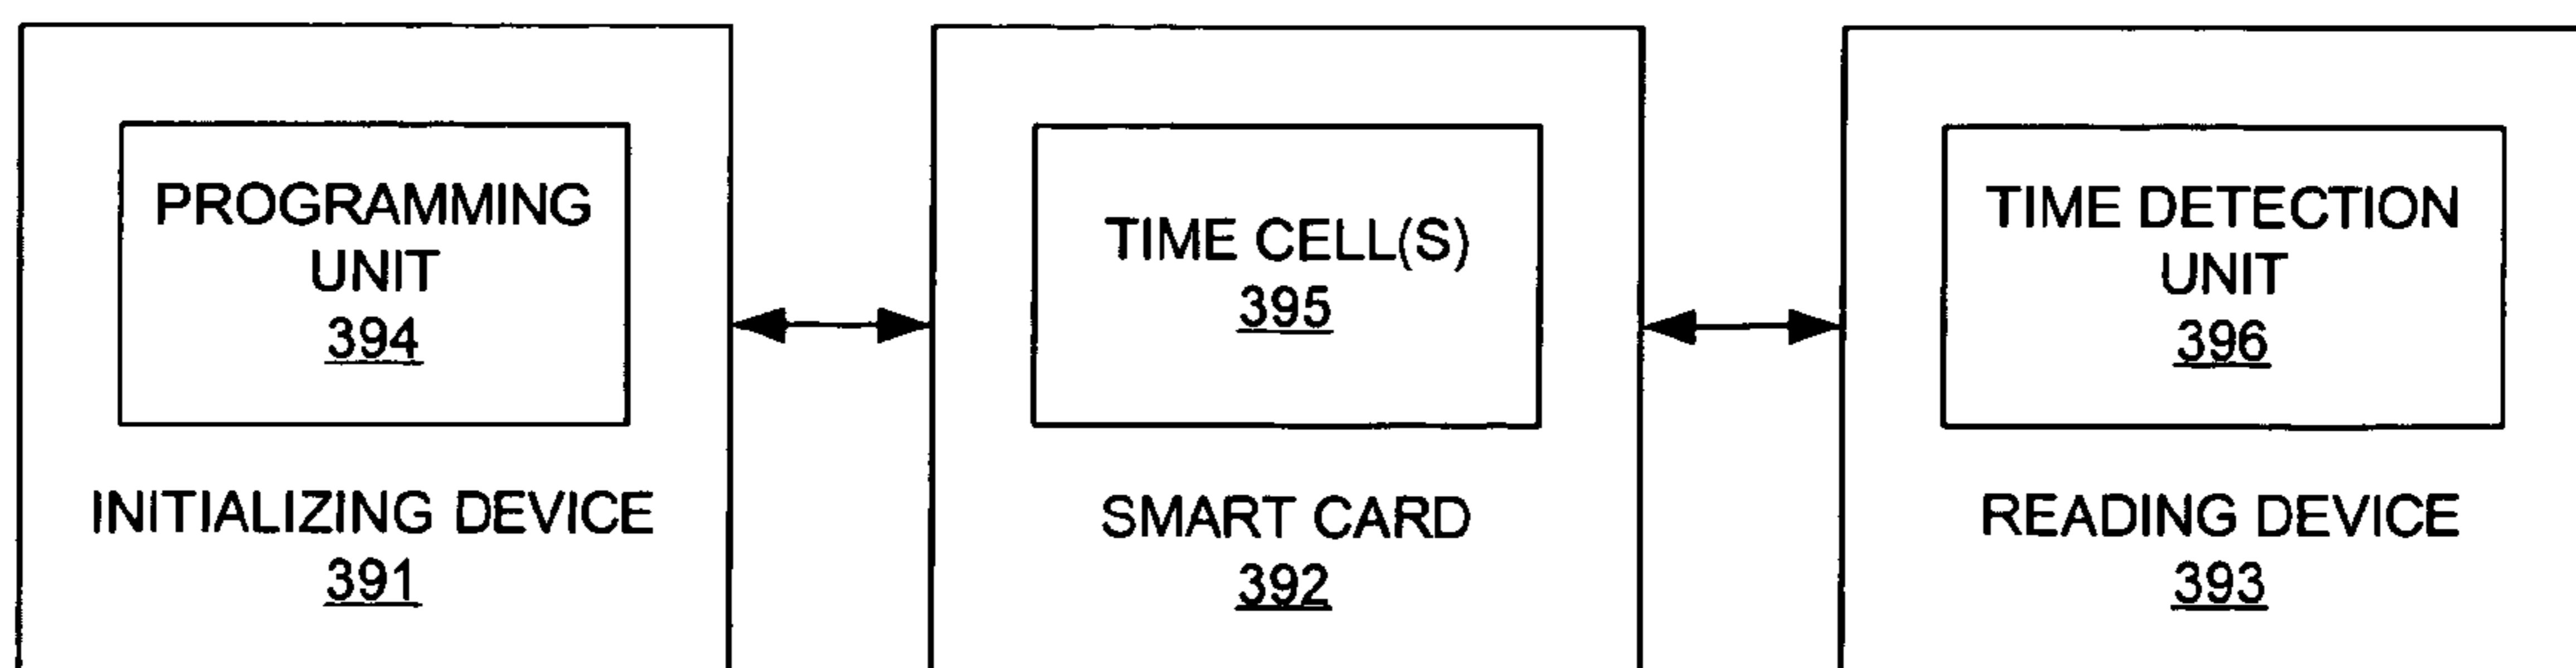 PROGRAMMING
UNIT
394
INITIALIZING DEVICE
391
TIME CELL(S)
395
SMART CARD
392
TIME DETECTION
UNIT
396
READING DEVICE
393